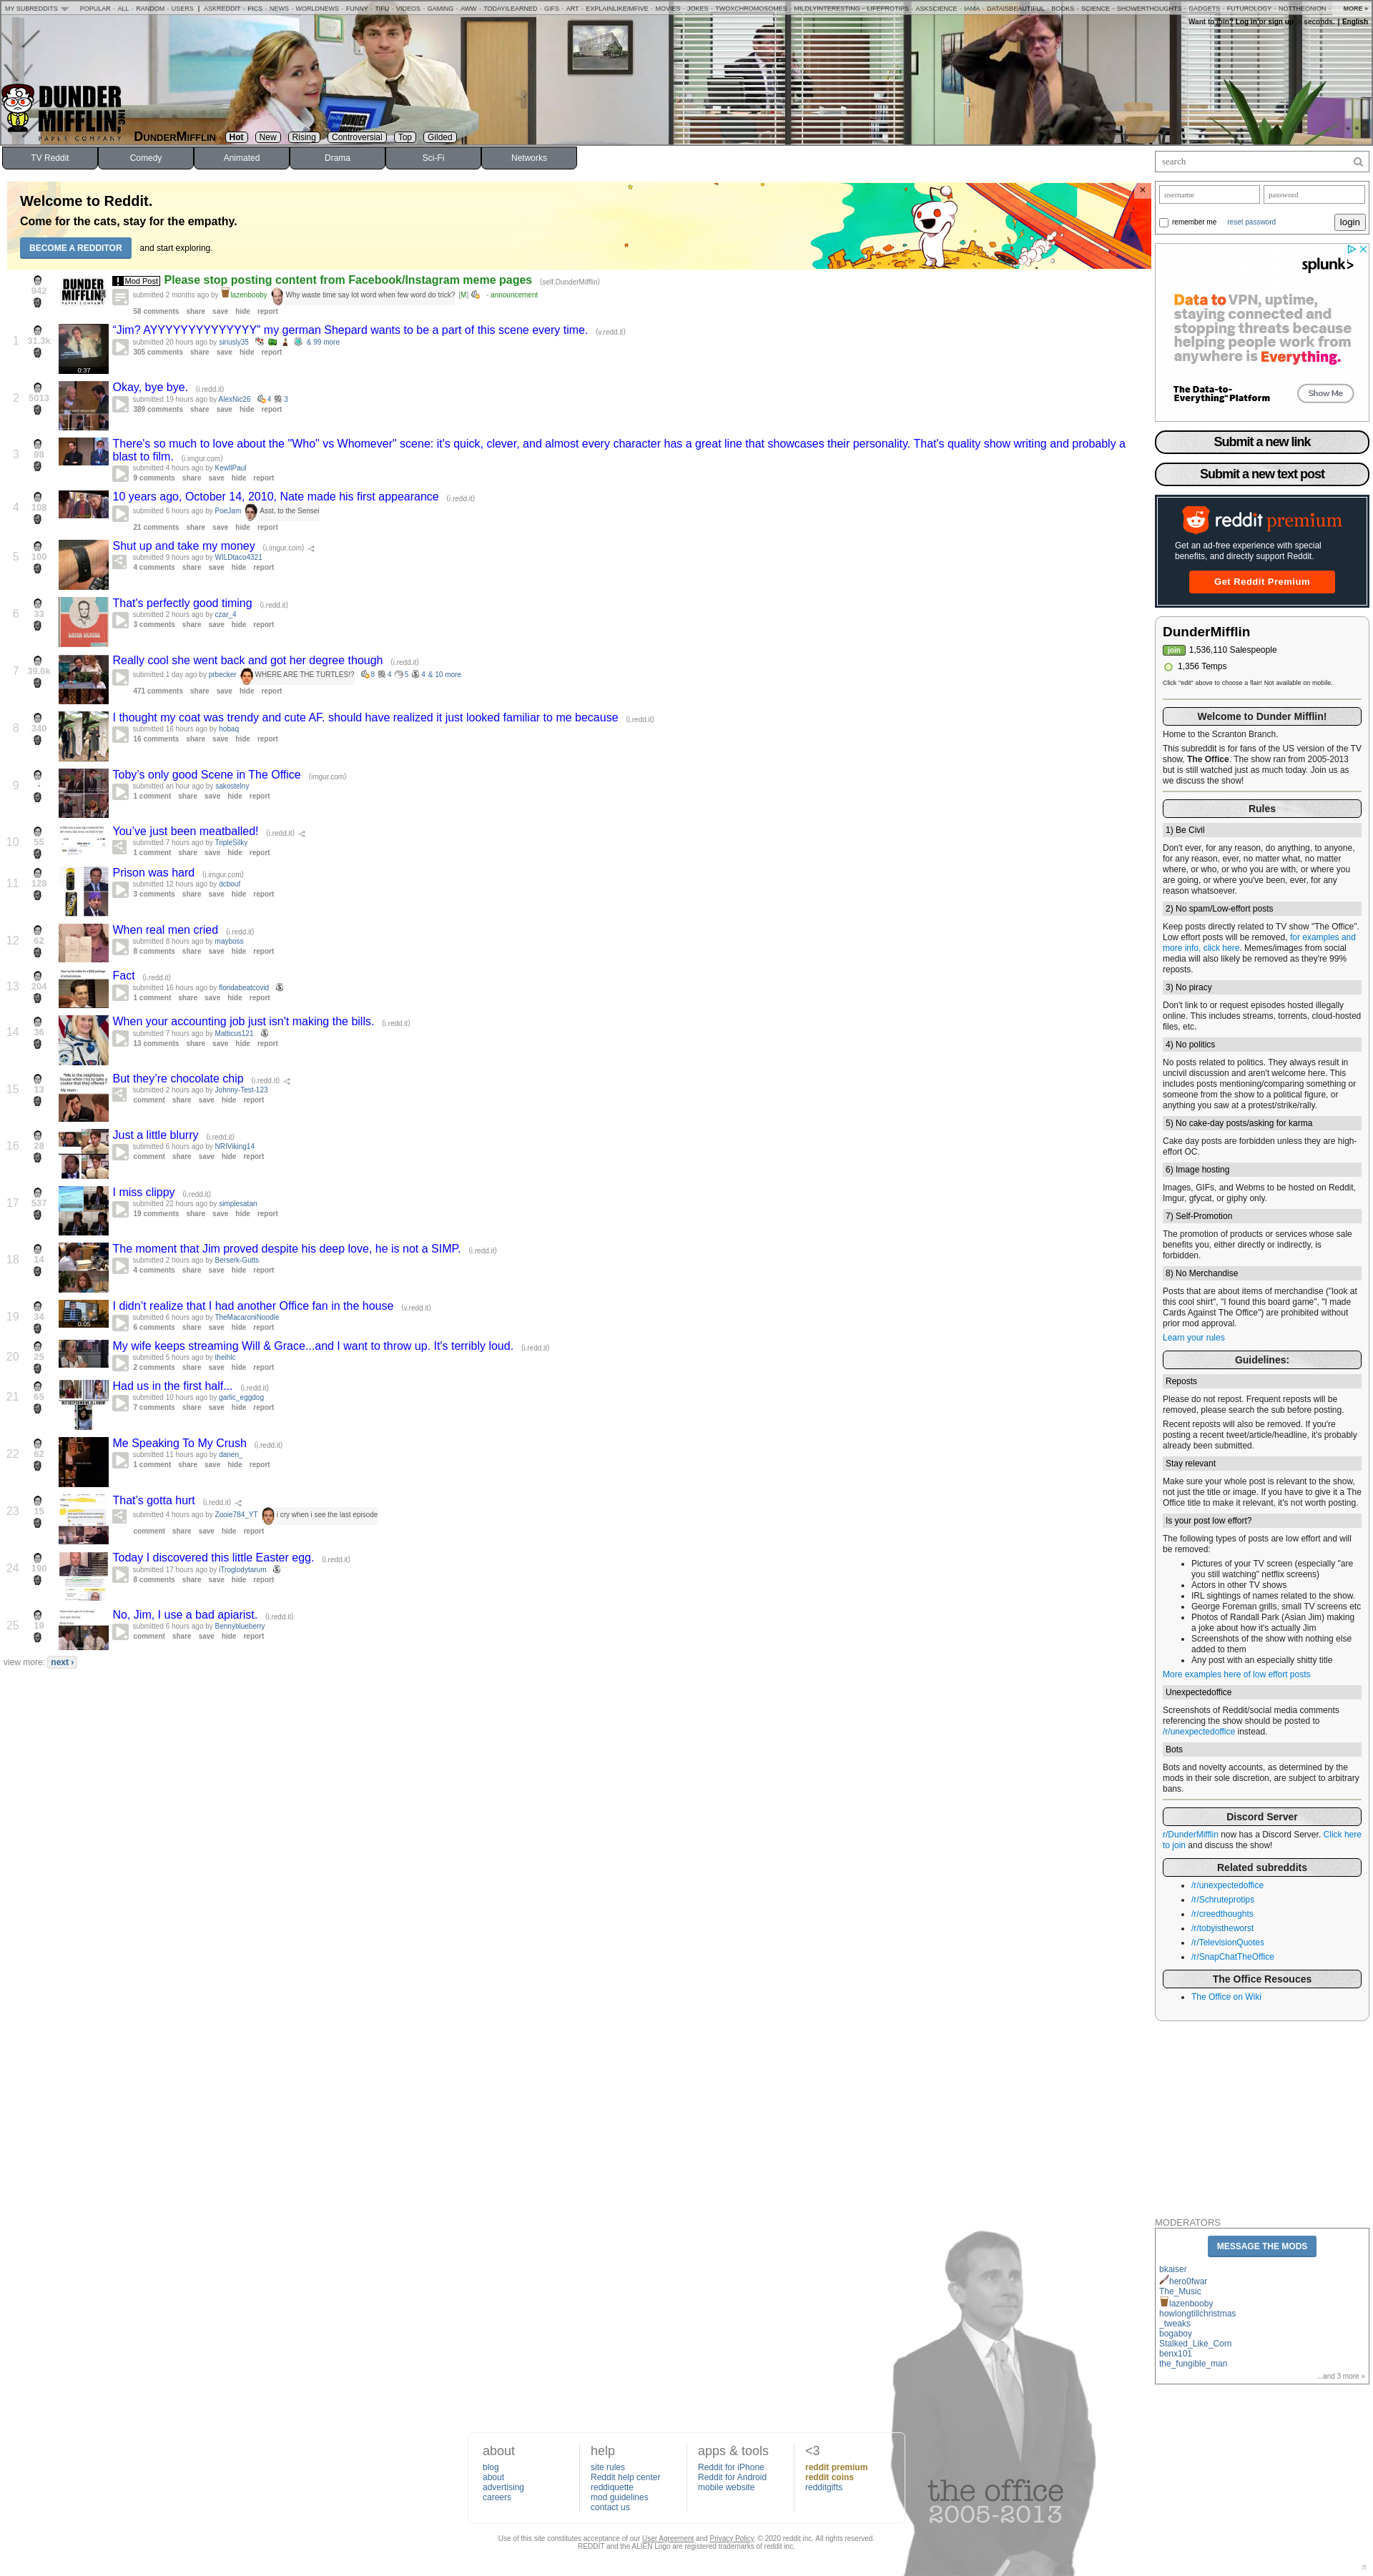 MY SUBREDDITS POPULAR - ALL - RANDOM - USERS | ASKREDDIT - PICS - NEWS - WORLDNEWS - FUNNY - TIFU - VIDEOS - GAMING - AWW - TODAYILEARNED - GIFS - ART - EXPLAINLIKEIMFIVE - MOVIES - JOKES - TWOXCHROMOSOMES - MILDLYINTERESTING - LIFEPROTIPS - ASKSCIENCE - IAMA - DATAISBEAUTIFUL - BOOKS - SCIENCE - SHOWERTHOUGHTS - GADGETS - FUTUROLOGY - NOTTHEONION - MORE »
Want to join? Log in or sign up in seconds. | English
DUNDER MIFFLIN INC
PAPER COMPANY
DUNDERMIFFLIN Hot New Rising Controversial Top Gilded
TV Reddit Comedy Animated Drama Sci-Fi Networks
search
username password
remember me reset password login
Welcome to Reddit.
Come for the cats, stay for the empathy.
BECOME A REDDITOR and start exploring.
942 ! Mod Post Please stop posting content from Facebook/Instagram meme pages (self.DunderMifflin)
submitted 2 months ago by lazenbooby Why waste time say lot word when few word do trick? [M] - announcement
58 comments share save hide report
1 31.3k “Jim? AYYYYYYYYYYYYYY” my german Shepard wants to be a part of this scene every time. (v.redd.it)
submitted 20 hours ago by siriusly35 & 99 more
305 comments share save hide report
0:37
2 5013 Okay, bye bye. (i.redd.it)
submitted 19 hours ago by AlexNic26 4 3
389 comments share save hide report
3 98 There's so much to love about the "Who" vs Whomever" scene: it's quick, clever, and almost every character has a great line that showcases their personality. That's quality show writing and probably a
blast to film. (i.imgur.com)
submitted 4 hours ago by KewilPaul
9 comments share save hide report
4 108 10 years ago, October 14, 2010, Nate made his first appearance (i.redd.it)
submitted 6 hours ago by PoeJam Asst. to the Sensei
21 comments share save hide report
5 100 Shut up and take my money (i.imgur.com)
submitted 9 hours ago by WILDtaco4321
4 comments share save hide report
6 33 That's perfectly good timing (i.redd.it)
submitted 2 hours ago by czar_4
3 comments share save hide report
7 39.6k Really cool she went back and got her degree though (i.redd.it)
submitted 1 day ago by prbecker WHERE ARE THE TURTLES!? 8 4 5 4 & 10 more
471 comments share save hide report
8 340 I thought my coat was trendy and cute AF. should have realized it just looked familiar to me because (i.redd.it)
submitted 16 hours ago by hobaq
16 comments share save hide report
9 • Toby’s only good Scene in The Office (imgur.com)
submitted an hour ago by sakostelny
1 comment share save hide report
10 55 You’ve just been meatballed! (i.redd.it)
submitted 7 hours ago by TripleSilky
1 comment share save hide report
11 128 Prison was hard (i.imgur.com)
submitted 12 hours ago by dcbouf
3 comments share save hide report
12 62 When real men cried (i.redd.it)
submitted 8 hours ago by mayboss
8 comments share save hide report
13 204 Fact (i.redd.it)
submitted 16 hours ago by floridabeatcovid
1 comment share save hide report
14 36 When your accounting job just isn't making the bills. (i.redd.it)
submitted 7 hours ago by Matticus121
13 comments share save hide report
15 13 But they’re chocolate chip (i.redd.it)
submitted 2 hours ago by Johnny-Test-123
comment share save hide report
16 28 Just a little blurry (i.redd.it)
submitted 6 hours ago by NRIViking14
comment share save hide report
17 537 I miss clippy (i.redd.it)
submitted 22 hours ago by simplesatan
19 comments share save hide report
18 14 The moment that Jim proved despite his deep love, he is not a SIMP. (i.redd.it)
submitted 2 hours ago by Berserk-Gutts
4 comments share save hide report
19 34 I didn’t realize that I had another Office fan in the house (v.redd.it)
submitted 6 hours ago by TheMacaroniNoodle
0:05
6 comments share save hide report
20 25 My wife keeps streaming Will & Grace...and I want to throw up. It's terribly loud. (i.redd.it)
submitted 5 hours ago by theihlc
2 comments share save hide report
21 65 Had us in the first half... (i.redd.it)
submitted 10 hours ago by garlic_eggdog
7 comments share save hide report
22 62 Me Speaking To My Crush (i.redd.it)
submitted 11 hours ago by danen_
1 comment share save hide report
23 15 That’s gotta hurt (i.redd.it)
submitted 4 hours ago by Zooie784_YT i cry when i see the last episode
comment share save hide report
24 190 Today I discovered this little Easter egg. (i.redd.it)
submitted 17 hours ago by iTroglodytarum
8 comments share save hide report
25 19 No, Jim, I use a bad apiarist. (i.redd.it)
submitted 6 hours ago by Bennyblueberry
comment share save hide report
view more: next ›
splunk>
Data to VPN, uptime,
crashing and timeout
stopping threats because
helping people work from
anywhere is Everything.
The Data-to-
Everything™ Platform
Show Me
Submit a new link
Submit a new text post
reddit premium
Get an ad-free experience with special
benefits, and directly support Reddit.
Get Reddit Premium
DunderMifflin
join 1,536,110 Salespeople
1,356 Temps
Click "edit" above to choose a flair! Not available on mobile.
Welcome to Dunder Mifflin!
Home to the Scranton Branch.
This subreddit is for fans of the US version of the TV
show, The Office. The show ran from 2005-2013
but is still watched just as much today. Join us as
we discuss the show!
Rules
1) Be Civil
Don't ever, for any reason, do anything, to anyone,
for any reason, ever, no matter what, no matter
where, or who, or who you are with, or where you
are going, or where you've been, ever, for any
reason whatsoever.
2) No spam/Low-effort posts
Keep posts directly related to TV show "The Office".
Low effort posts will be removed, for examples and
more info, click here. Memes/images from social
media will also likely be removed as they're 99%
reposts.
3) No piracy
Don't link to or request episodes hosted illegally
online. This includes streams, torrents, cloud-hosted
files, etc.
4) No politics
No posts related to politics. They always result in
uncivil discussion and aren't welcome here. This
includes posts mentioning/comparing something or
someone from the show to a political figure, or
anything you saw at a protest/strike/rally.
5) No cake-day posts/asking for karma
Cake day posts are forbidden unless they are high-
effort OC.
6) Image hosting
Images, GIFs, and Webms to be hosted on Reddit,
Imgur, gfycat, or giphy only.
7) Self-Promotion
The promotion of products or services whose sale
benefits you, either directly or indirectly, is
forbidden.
8) No Merchandise
Posts that are about items of merchandise ("look at
this cool shirt", "I found this board game", "I made
Cards Against The Office") are prohibited without
prior mod approval.
Learn your rules
Guidelines:
Reposts
Please do not repost. Frequent reposts will be
removed, please search the sub before posting.
Recent reposts will also be removed. If you're
posting a recent tweet/article/headline, it's probably
already been submitted.
Stay relevant
Make sure your whole post is relevant to the show,
not just the title or image. If you have to give it a The
Office title to make it relevant, it's not worth posting.
Is your post low effort?
The following types of posts are low effort and will
be removed:
Pictures of your TV screen (especially "are
you still watching" netflix screens)
Actors in other TV shows
IRL sightings of names related to the show.
George Foreman grills, small TV screens etc
Photos of Randall Park (Asian Jim) making
a joke about how it's actually Jim
Screenshots of the show with nothing else
added to them
Any post with an especially shitty title
More examples here of low effort posts
Unexpectedoffice
Screenshots of Reddit/social media comments
referencing the show should be posted to
/r/unexpectedoffice instead.
Bots
Bots and novelty accounts, as determined by the
mods in their sole discretion, are subject to arbitrary
bans.
Discord Server
r/DunderMifflin now has a Discord Server. Click here
to join and discuss the show!
Related subreddits
/r/unexpectedoffice
/r/Schruteprotips
/r/creedthoughts
/r/tobyistheworst
/r/TelevisionQuotes
/r/SnapChatTheOffice
The Office Resouces
The Office on Wiki
MODERATORS
MESSAGE THE MODS
bkaiser
hero0fwar
The_Music
lazenbooby
howlongtillchristmas
_tweaks
bogaboy
Stalked_Like_Corn
benx101
the_fungible_man
...and 3 more »
about help apps & tools <3
blog site rules Reddit for iPhone reddit premium
about Reddit help center Reddit for Android reddit coins
advertising reddiquette mobile website redditgifts
careers mod guidelines
contact us
the office
2005-2013
Use of this site constitutes acceptance of our User Agreement and Privacy Policy. © 2020 reddit inc. All rights reserved.
REDDIT and the ALIEN Logo are registered trademarks of reddit inc.
π